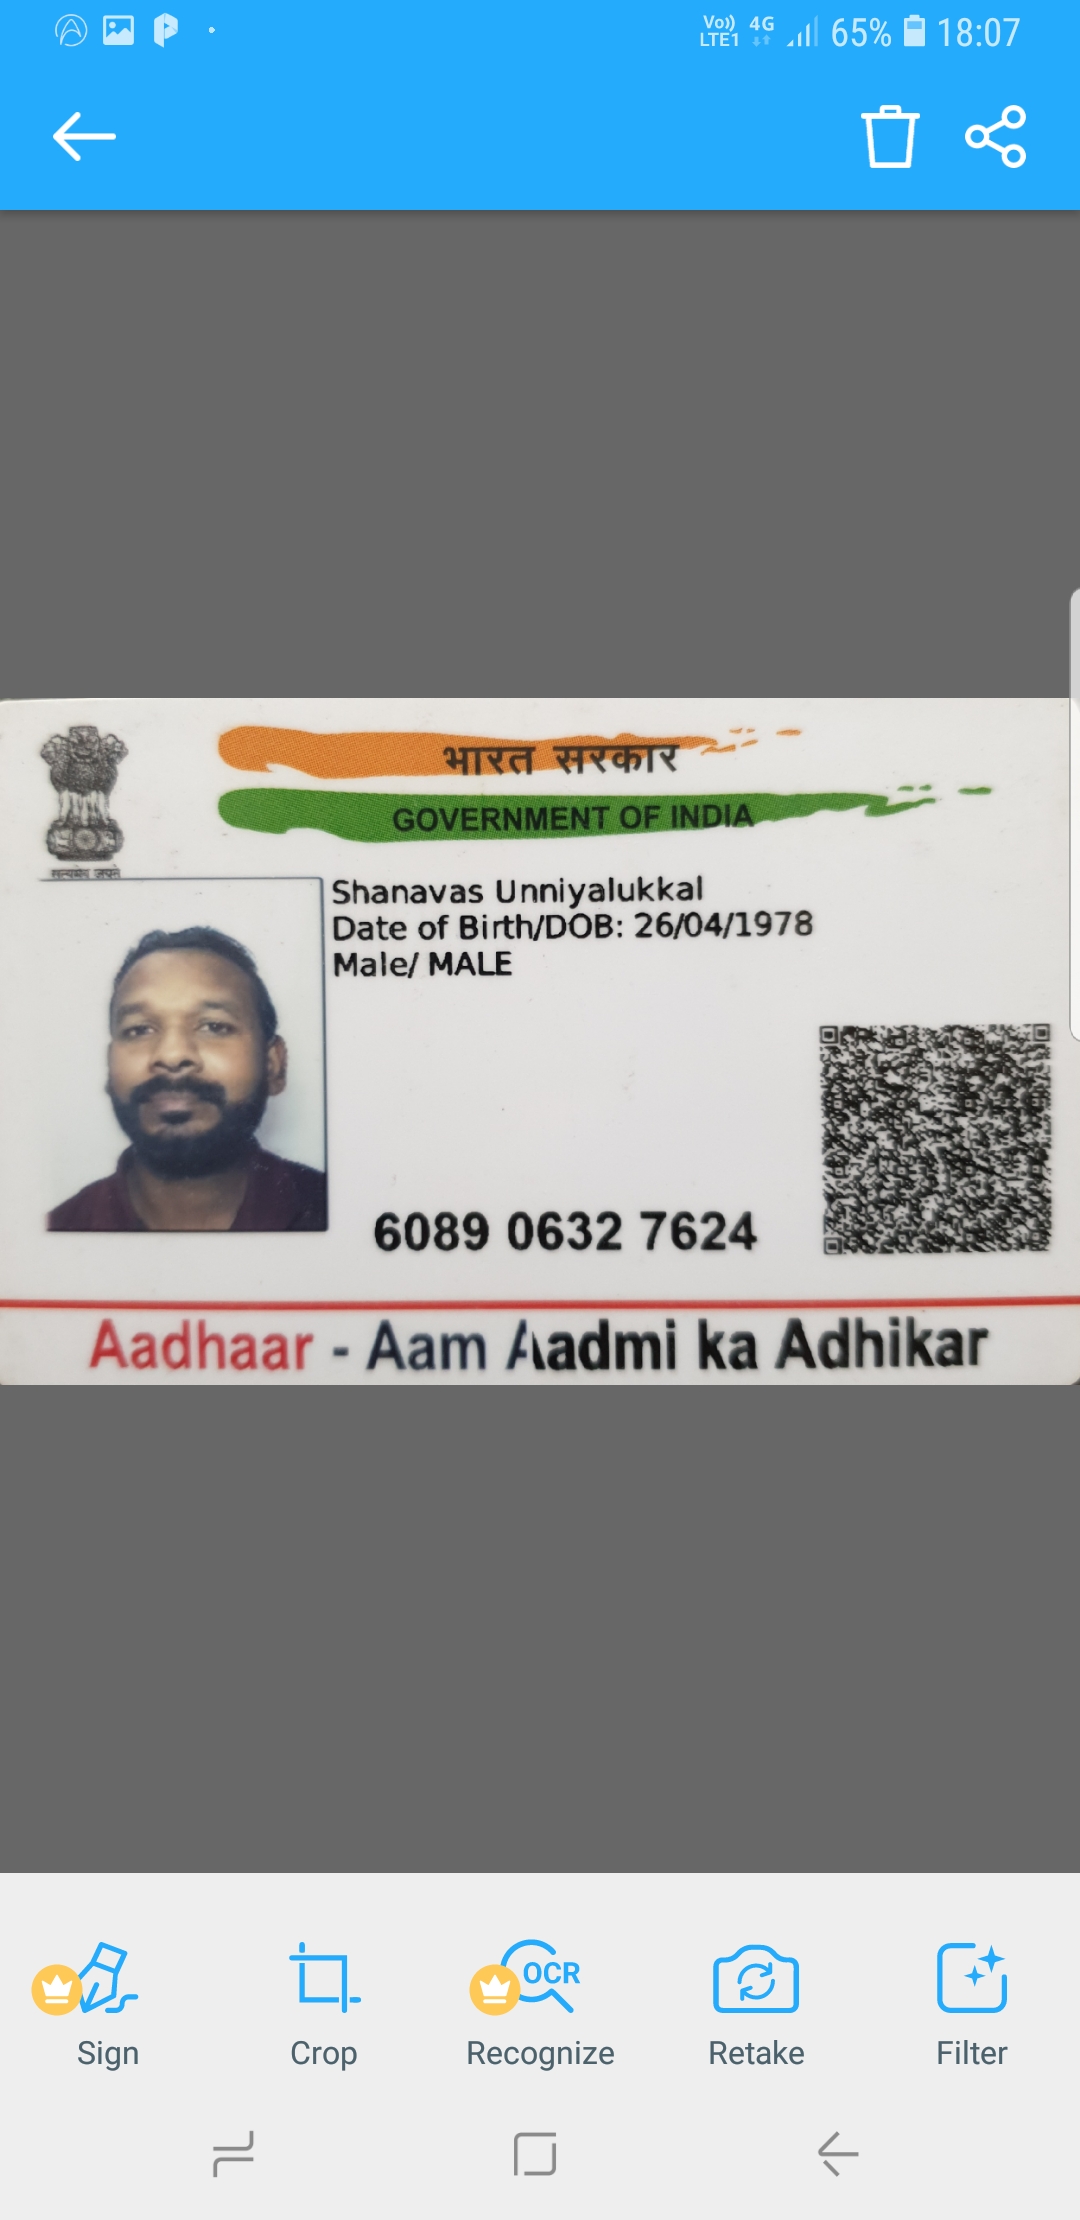 Vo)) 4G
LTE1 65% 18:07
भारत सरकार
GOVERNMENT OF INDIA
सत्यमेव जयते
Shanavas Unniyalukkal
Date of Birth/DOB: 26/04/1978
Male/ MALE
6089 0632 7624
Aadhaar - Aam Aadmi ka Adhikar
OCR
Sign Crop Recognize Retake Filter